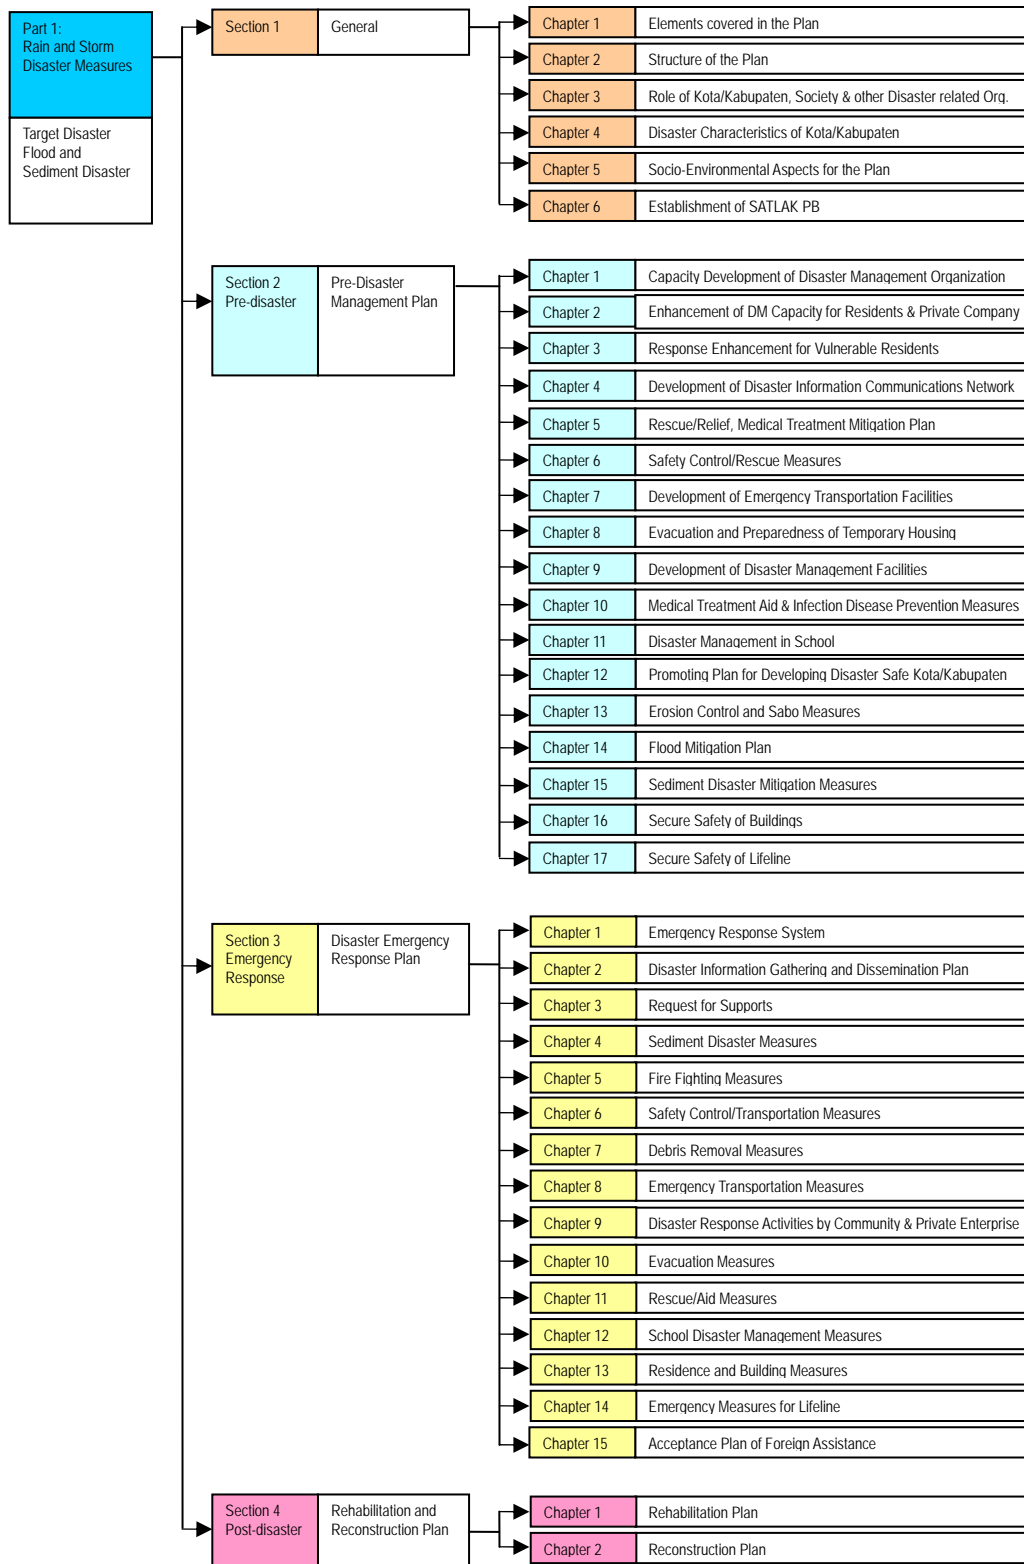 Part 1:
Rain and Storm
Disaster Measures
Target Disaster
Flood and
Sediment Disaster
Section 1
General
Chapter 1
Elements covered in the Plan
Chapter 2
Structure of the Plan
Chapter 3
Role of Kota/Kabupaten, Society & other Disaster related Org.
Chapter 4
Disaster Characteristics of Kota/Kabupaten
Chapter 5
Socio-Environmental Aspects for the Plan
Chapter 6
Establishment of SATLAK PB
Section 2
Pre-disaster
Pre-Disaster
Management Plan
Chapter 1
Capacity Development of Disaster Management Organization
Chapter 2
Enhancement of DM Capacity for Residents & Private Company
Chapter 3
Response Enhancement for Vulnerable Residents
Chapter 4
Development of Disaster Information Communications Network
Chapter 5
Rescue/Relief, Medical Treatment Mitigation Plan
Chapter 6
Safety Control/Rescue Measures
Chapter 7
Development of Emergency Transportation Facilities
Chapter 8
Evacuation and Preparedness of Temporary Housing
Chapter 9
Development of Disaster Management Facilities
Chapter 10
Medical Treatment Aid & Infection Disease Prevention Measures
Chapter 11
Disaster Management in School
Chapter 12
Promoting Plan for Developing Disaster Safe Kota/Kabupaten
Chapter 13
Erosion Control and Sabo Measures
Chapter 14
Flood Mitigation Plan
Chapter 15
Sediment Disaster Mitigation Measures
Chapter 16
Secure Safety of Buildings
Chapter 17
Secure Safety of Lifeline
Section 3
Emergency
Response
Disaster Emergency
Response Plan
Chapter 1
Emergency Response System
Chapter 2
Disaster Information Gathering and Dissemination Plan
Chapter 3
Request for Supports
Chapter 4
Sediment Disaster Measures
Chapter 5
Fire Fighting Measures
Chapter 6
Safety Control/Transportation Measures
Chapter 7
Debris Removal Measures
Chapter 8
Emergency Transportation Measures
Chapter 9
Disaster Response Activities by Community & Private Enterprise
Chapter 10
Evacuation Measures
Chapter 11
Rescue/Aid Measures
Chapter 12
School Disaster Management Measures
Chapter 13
Residence and Building Measures
Chapter 14
Emergency Measures for Lifeline
Chapter 15
Acceptance Plan of Foreign Assistance
Section 4
Post-disaster
Rehabilitation and
Reconstruction Plan
Chapter 1
Rehabilitation Plan
Chapter 2
Reconstruction Plan